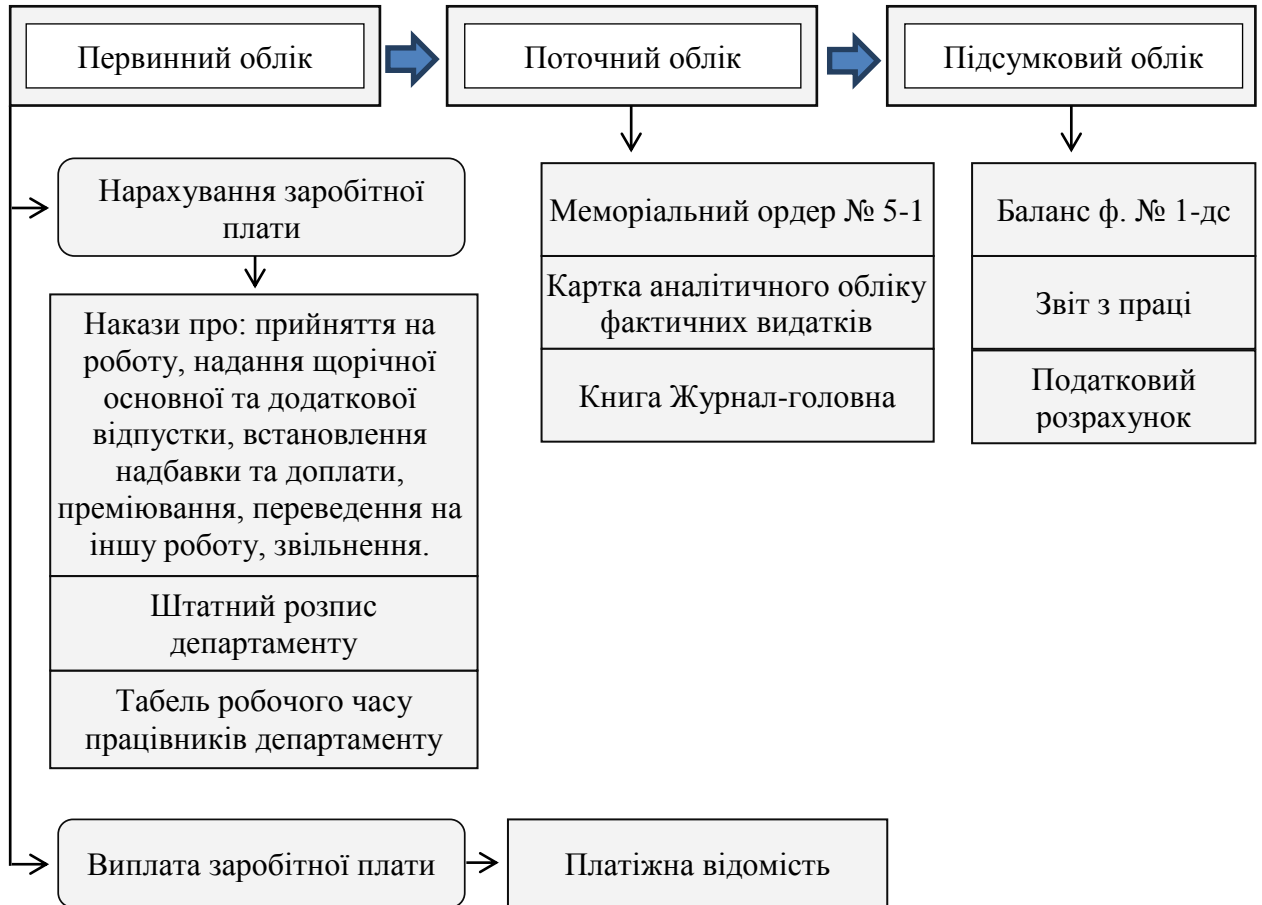 Первинний облік
Поточний облік
Підсумковий облік
Нарахування заробітної
плати
Накази про: прийняття на
роботу, надання щорічної
основної та додаткової
відпустки, встановлення
надбавки та доплати,
преміювання, переведення на
іншу роботу, звільнення.
Штатний розпис
департаменту
Табель робочого часу
працівників департаменту
Меморіальний ордер № 5-1
Картка аналітичного обліку
фактичних видатків
Книга Журнал-головна
Баланс ф. № 1-дс
Звіт з праці
Податковий
розрахунок
Виплата заробітної плати
Платіжна відомість